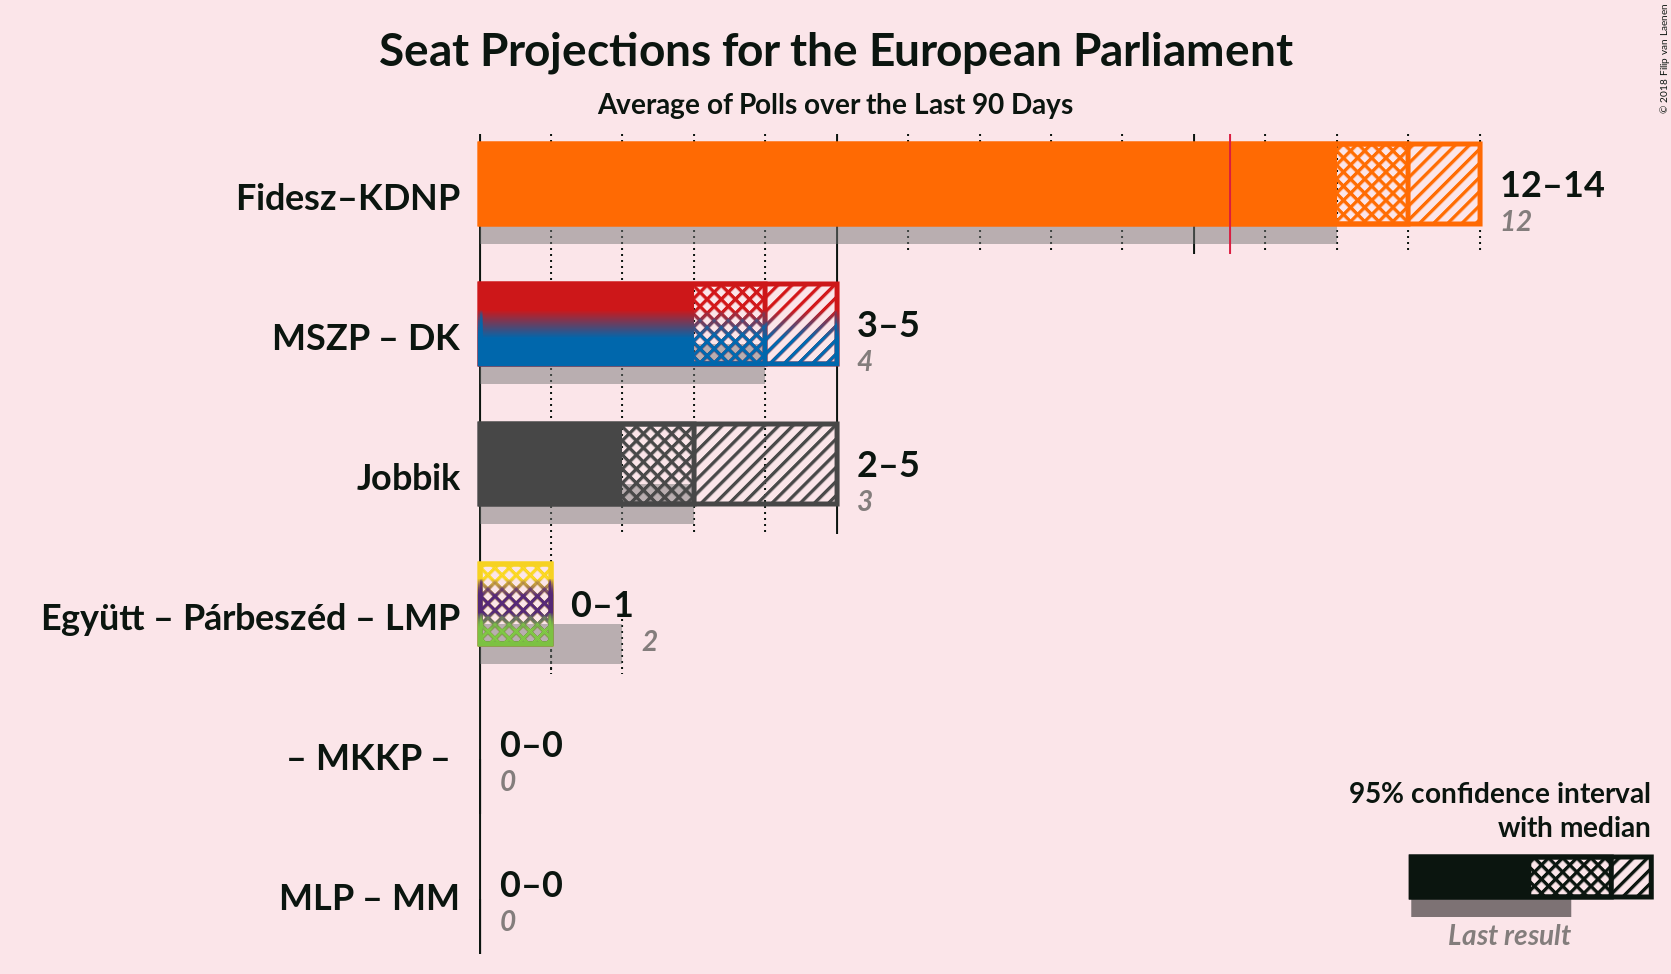 Seat Projections for the European Parliament
Average of Polls over the Last 90 Days
© 2018 Filip van Laenen
Fidesz–KDNP
12–14
12
MSZP – DK
3–5
4
Jobbik
2–5
3
Együtt – Párbeszéd – LMP
0–1
2
– MKKP –
0–0
0
MLP – MM
0–0
0
95% confidence interval
with median
Last result